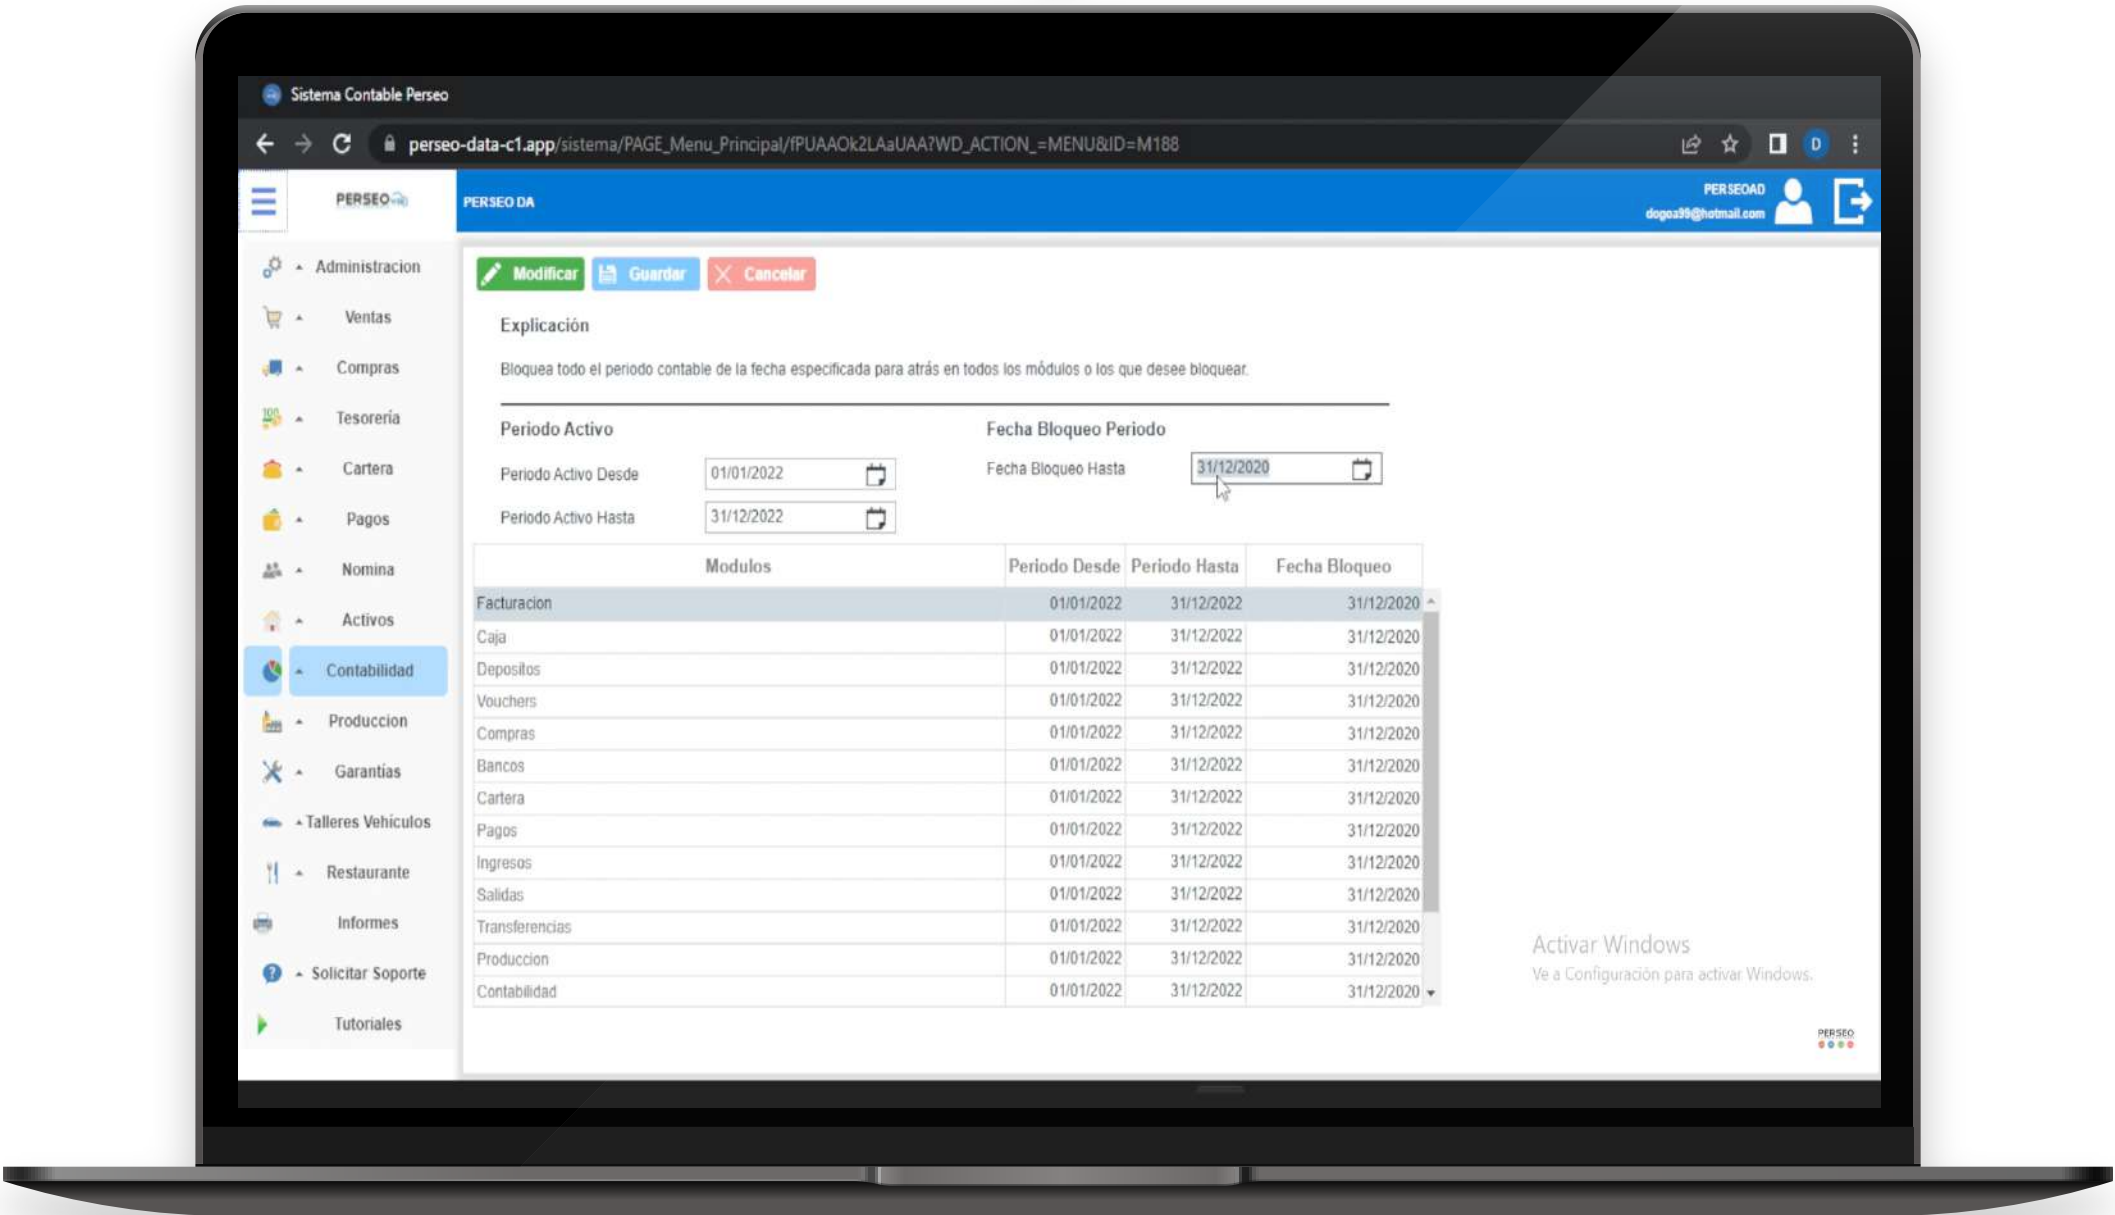 Sistema Contable Perseo
perseo-data-c1.app/sistema/PAGE_Menu_Principal/fPUAAOk2LAaUAA?WD_ACTION_=MENU&ID=M188
D
PERSEO
PERSEO DA
PERSEOAD
dogoa99@hotmail.com
Administracion
Ventas
Compras
Tesorería
Cartera
Pagos
Nomina
Activos
Contabilidad
Produccion
Garantías
Talleres Vehículos
Restaurante
Informes
Solicitar Soporte
Tutoriales
Modificar Guardar Cancelar
Explicación
Bloquea todo el periodo contable de la fecha especificada para atrás en todos los módulos o los que desee bloquear.
Periodo Activo Fecha Bloqueo Periodo
Periodo Activo Desde 01/01/2022 Fecha Bloqueo Hasta 31/12/2020
Periodo Activo Hasta 31/12/2022
Modulos Periodo Desde Periodo Hasta Fecha Bloqueo
Facturacion 01/01/2022 31/12/2022 31/12/2020
Caja 01/01/2022 31/12/2022 31/12/2020
Depositos 01/01/2022 31/12/2022 31/12/2020
Vouchers 01/01/2022 31/12/2022 31/12/2020
Compras 01/01/2022 31/12/2022 31/12/2020
Bancos 01/01/2022 31/12/2022 31/12/2020
Cartera 01/01/2022 31/12/2022 31/12/2020
Pagos 01/01/2022 31/12/2022 31/12/2020
Ingresos 01/01/2022 31/12/2022 31/12/2020
Salidas 01/01/2022 31/12/2022 31/12/2020
Transferencias 01/01/2022 31/12/2022 31/12/2020
Produccion 01/01/2022 31/12/2022 31/12/2020
Contabilidad 01/01/2022 31/12/2022 31/12/2020
Activar Windows
Ve a Configuración para activar Windows.
PERSEO